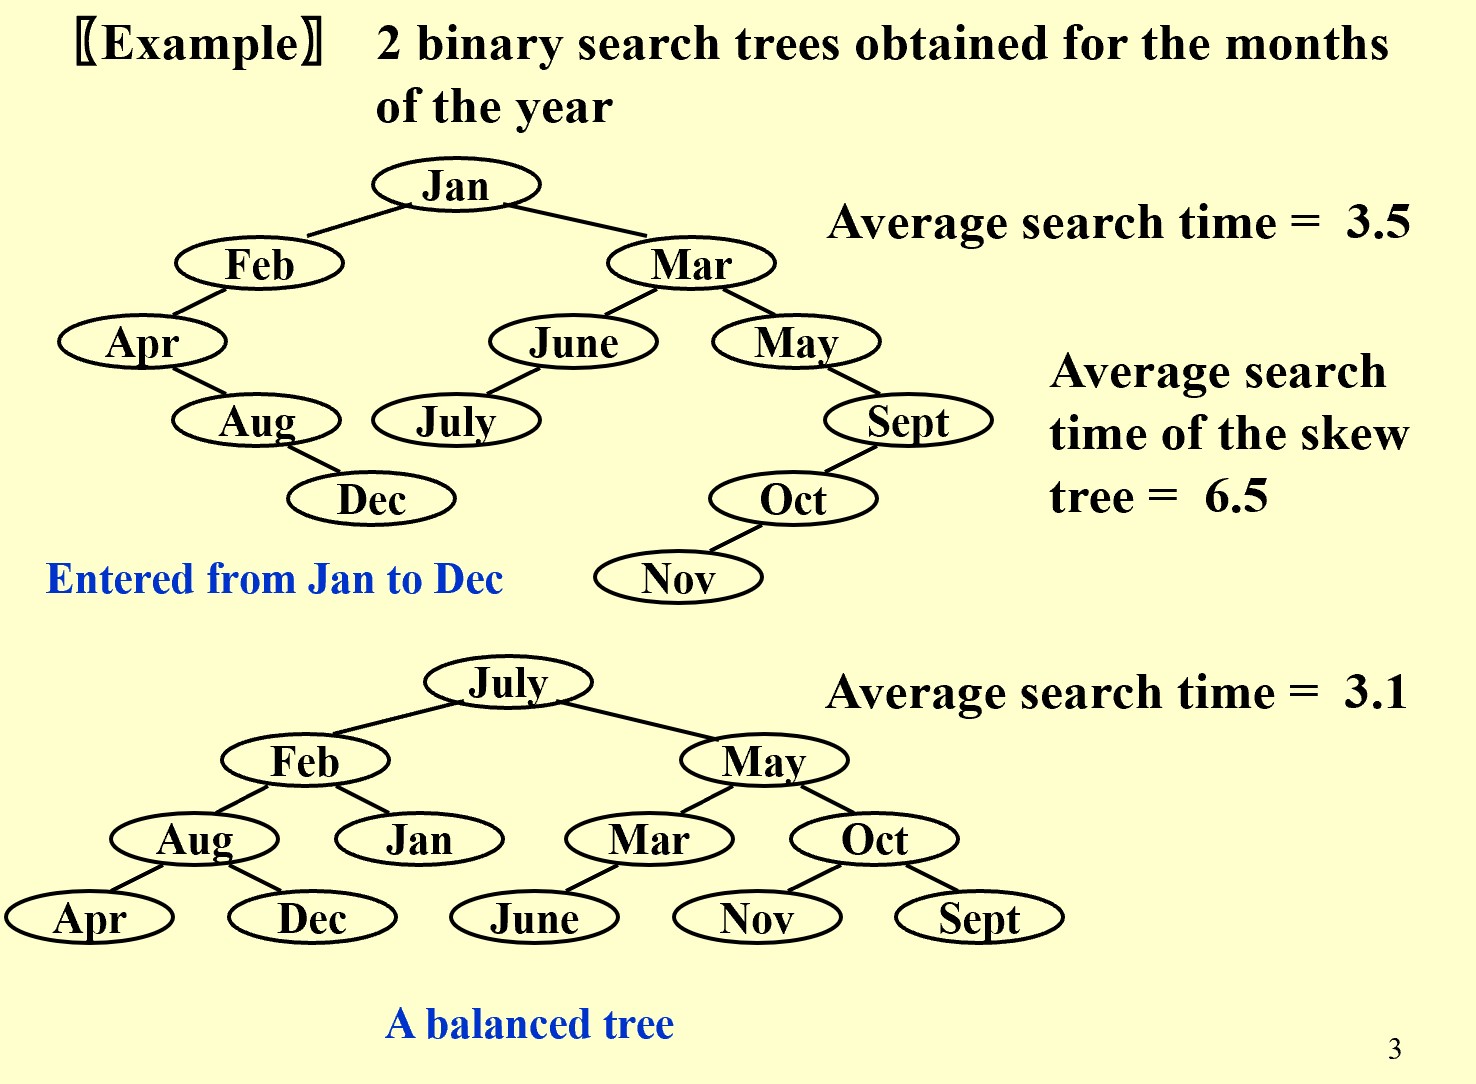 〖Example〗 2 binary search trees obtained for the months
of the year
Jan
Average search time = 3.5
Feb
Mar
Apr
June
May
Average search
time of the skew
tree = 6.5
Aug
July
Sept
Dec
Oct
Entered from Jan to Dec
Nov
July
Average search time = 3.1
Feb
May
Aug
Jan
Mar
Oct
Apr
Dec
June
Nov
Sept
A balanced tree
3